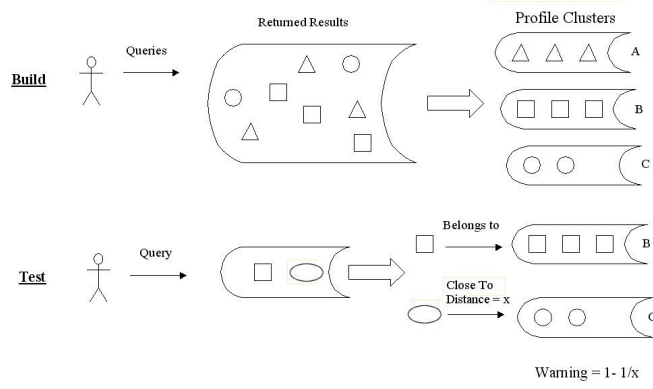 Returned Results
Profile Clusters
Queries
Build
A
B
C
Query
Test
Belongs to
B
Close To
Distance = x
C
Warning = 1- 1/x